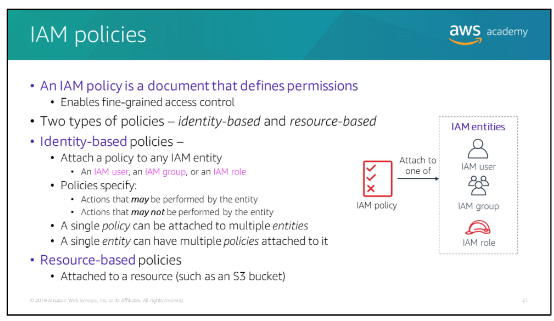 IAM policies
aws academy
• An IAM policy is a document that defines permissions
• Enables fine-grained access control
• Two types of policies – identity-based and resource-based
• Identity-based policies –
• Attach a policy to any IAM entity
• An IAM user, an IAM group, or an IAM role
• Policies specify:
• Actions that may be performed by the entity
• Actions that may not be performed by the entity
• A single policy can be attached to multiple entities
• A single entity can have multiple policies attached to it
• Resource-based policies
• Attached to a resource (such as an S3 bucket)
IAM policy
Attach to
one of
IAM entities
IAM user
IAM group
IAM role
© 2019 Amazon Web Services, Inc. or its Affiliates. All rights reserved.